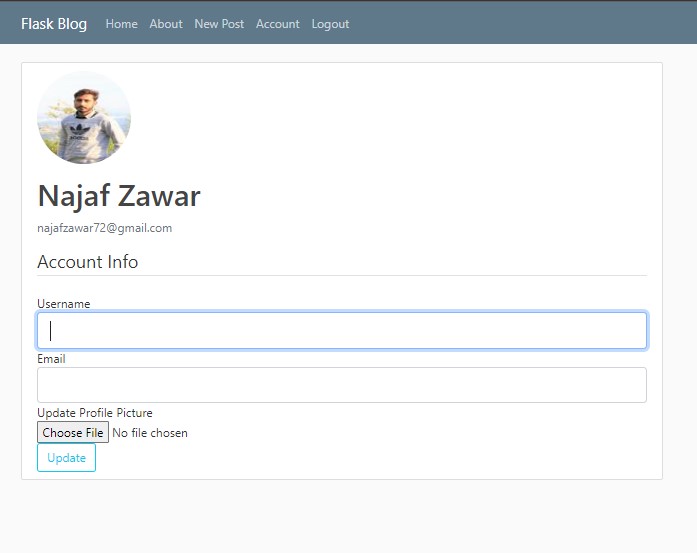 Flask Blog Home About New Post Account Logout
Najaf Zawar
najafzawar72@gmail.com
Account Info
Username
Email
Update Profile Picture
Choose File No file chosen
Update